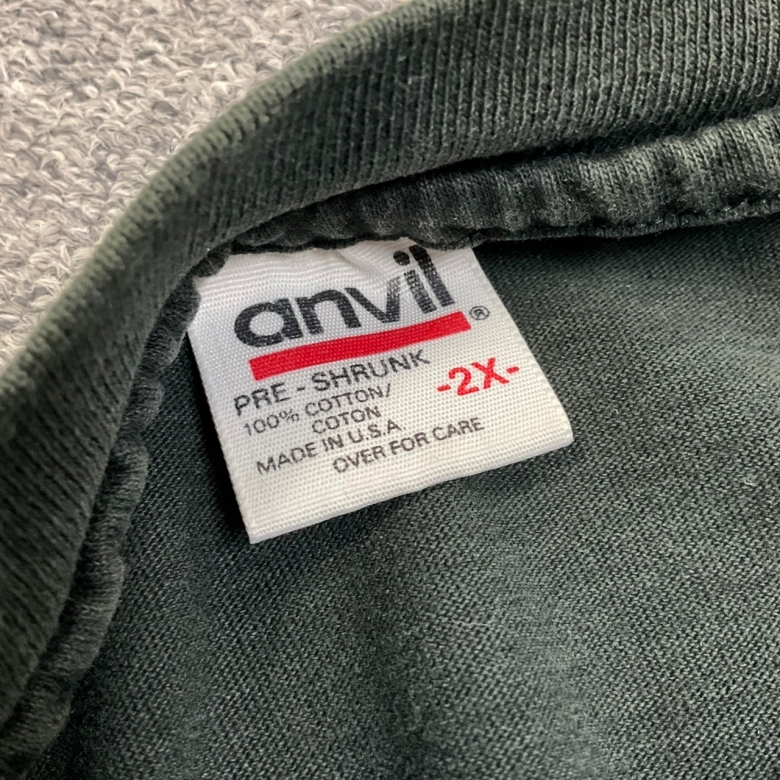 anvil®
PRE-SHRUNK
-2X-
100% COTTON/
COTON
MADE IN U.S.A
OVER FOR CARE